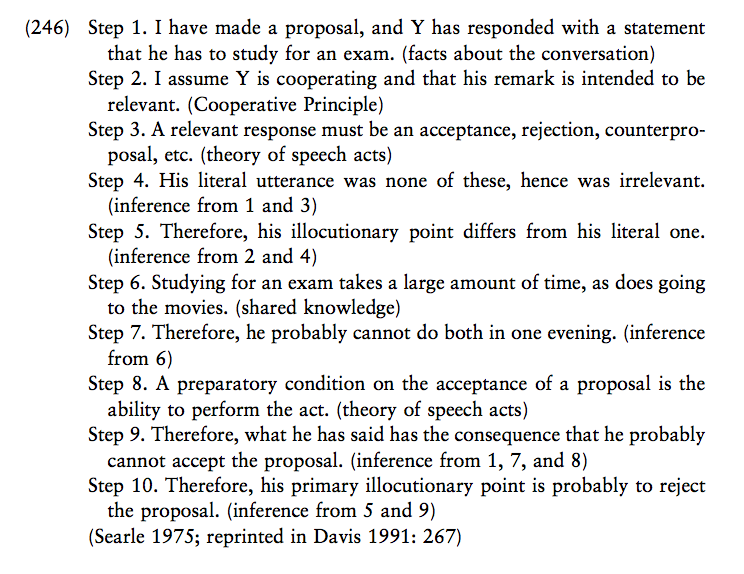 (246) Step 1. I have made a proposal, and Y has responded with a statement
that he has to study for an exam. (facts about the conversation)
Step 2. I assume Y is cooperating and that his remark is intended to be
relevant. (Cooperative Principle)
Step 3. A relevant response must be an acceptance, rejection, counterpro-
posal, etc. (theory of speech acts)
Step 4. His literal utterance was none of these, hence was irrelevant.
(inference from 1 and 3)
Step 5. Therefore, his illocutionary point differs from his literal one.
(inference from 2 and 4)
Step 6. Studying for an exam takes a large amount of time, as does going
to the movies. (shared knowledge)
Step 7. Therefore, he probably cannot do both in one evening. (inference
from 6)
Step 8. A preparatory condition on the acceptance of a proposal is the
ability to perform the act. (theory of speech acts)
Step 9. Therefore, what he has said has the consequence that he probably
cannot accept the proposal. (inference from 1, 7, and 8)
Step 10. Therefore, his primary illocutionary point is probably to reject
the proposal. (inference from 5 and 9)
(Searle 1975; reprinted in Davis 1991: 267)